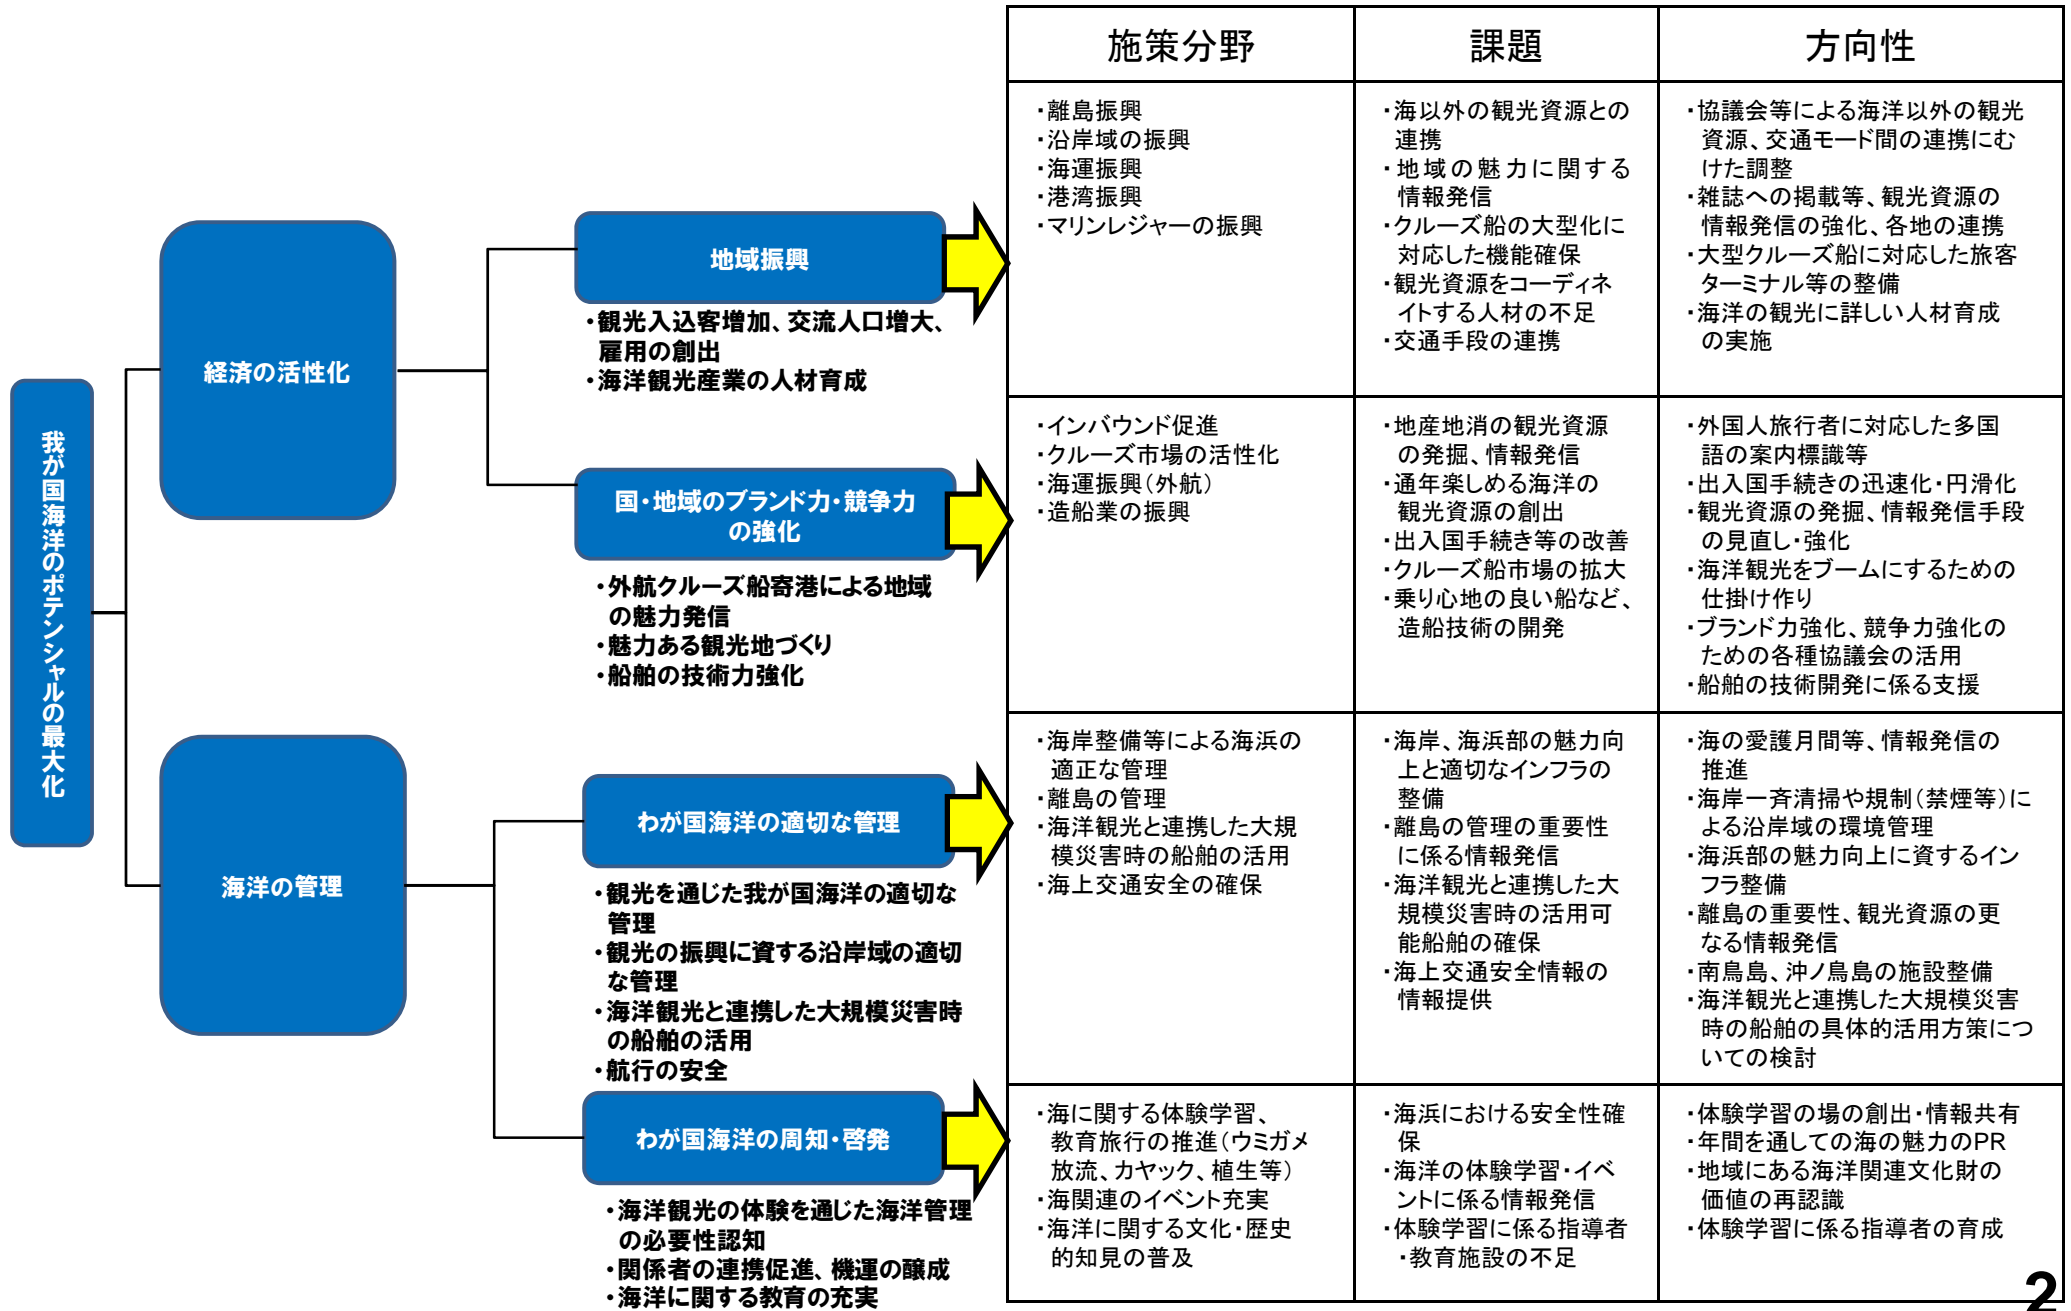 我が国海洋のポテンシャルの最大化
経済の活性化
海洋の管理
地域振興
・観光入込客増加、交流人口増大、
雇用の創出
・海洋観光産業の人材育成
国・地域のブランド力・競争力
の強化
・外航クルーズ船寄港による地域
の魅力発信
・魅力ある観光地づくり
・船舶の技術力強化
わが国海洋の適切な管理
・観光を通じた我が国海洋の適切な
管理
・観光の振興に資する沿岸域の適切
な管理
・海洋観光と連携した大規模災害時
の船舶の活用
・航行の安全
わが国海洋の周知・啓発
・海洋観光の体験を通じた海洋管理
の必要性認知
・関係者の連携促進、機運の醸成
・海洋に関する教育の充実
施策分野
課題
方向性
・離島振興
・沿岸域の振興
・海運振興
・港湾振興
・マリンレジャーの振興
・海以外の観光資源との
連携
・地域の魅力に関する
情報発信
・クルーズ船の大型化に
対応した機能確保
・観光資源をコーディネ
イトする人材の不足
・交通手段の連携
・協議会等による海洋以外の観光
資源、交通モード間の連携にむ
けた調整
・雑誌への掲載等、観光資源の
情報発信の強化、各地の連携
・大型クルーズ船に対応した旅客
ターミナル等の整備
・海洋の観光に詳しい人材育成
の実施
・インバウンド促進
・クルーズ市場の活性化
・海運振興（外航）
・造船業の振興
・地産地消の観光資源
の発掘、情報発信
・通年楽しめる海洋の
観光資源の創出
・出入国手続き等の改善
・クルーズ船市場の拡大
・乗り心地の良い船など、
造船技術の開発
・外国人旅行者に対応した多国
語の案内標識等
・出入国手続きの迅速化・円滑化
・観光資源の発掘、情報発信手段
の見直し・強化
・海洋観光をブームにするための
仕掛け作り
・ブランド力強化、競争力強化の
ための各種協議会の活用
・船舶の技術開発に係る支援
・海岸整備等による海浜の
適正な管理
・離島の管理
・海洋観光と連携した大規
模災害時の船舶の活用
・海上交通安全の確保
・海岸、海浜部の魅力向
上と適切なインフラの
整備
・離島の管理の重要性
に係る情報発信
・海洋観光と連携した大
規模災害時の活用可
能船舶の確保
・海上交通安全情報の
情報提供
・海の愛護月間等、情報発信の
推進
・海岸一斉清掃や規制（禁煙等）に
よる沿岸域の環境管理
・海浜部の魅力向上に資するイン
フラ整備
・離島の重要性、観光資源の更
なる情報発信
・南鳥島、沖ノ鳥島の施設整備
・海洋観光と連携した大規模災害
時の船舶の具体的活用方策につ
いての検討
・海に関する体験学習、
教育旅行の推進（ウミガメ
放流、カヤック、植生等）
・海関連のイベント充実
・海洋に関する文化・歴史
的知見の普及
・海浜における安全性確
保
・海洋の体験学習・イベ
ントに係る情報発信
・体験学習に係る指導者
・教育施設の不足
・体験学習の場の創出・情報共有
・年間を通しての海の魅力のPR
・地域にある海洋関連文化財の
価値の再認識
・体験学習に係る指導者の育成
2